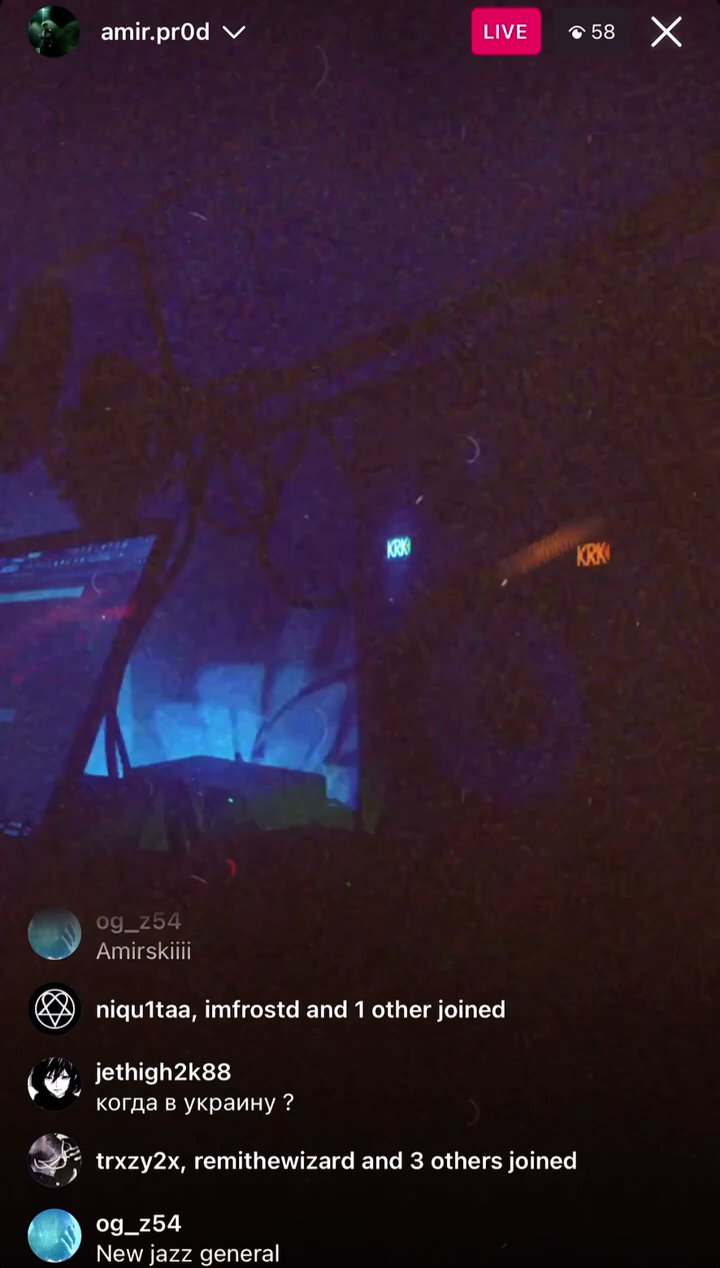 amir.pr0d
LIVE
58
KRK
KRK
og_z54
Amirskiiii
niqu1taa, imfrostd and 1 other joined
jethigh2k88
когда в украину ?
trxzy2x, remithewizard and 3 others joined
og_z54
New jazz general